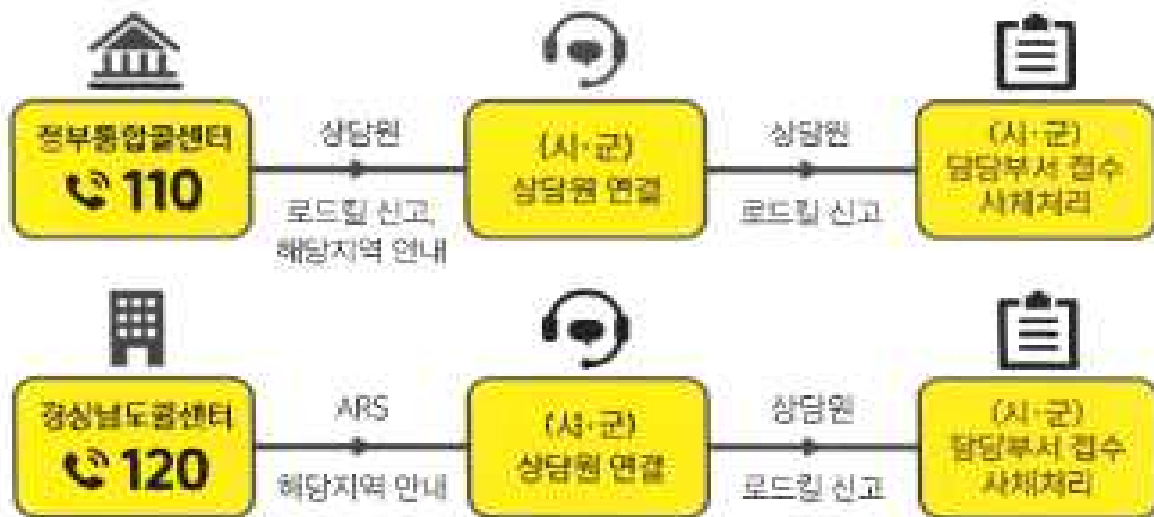 정부통합콜센터
110
상담원
로드킬 신고,
해당지역 안내
(시·군)
상담원 연결
상담원
로드킬 신고
(시·군)
담당부서 접수
사체처리
경상남도콜센터
120
ARS
해당지역 안내
(시·군)
상담원 연결
상담원
로드킬 신고
(시·군)
담당부서 접수
사체처리